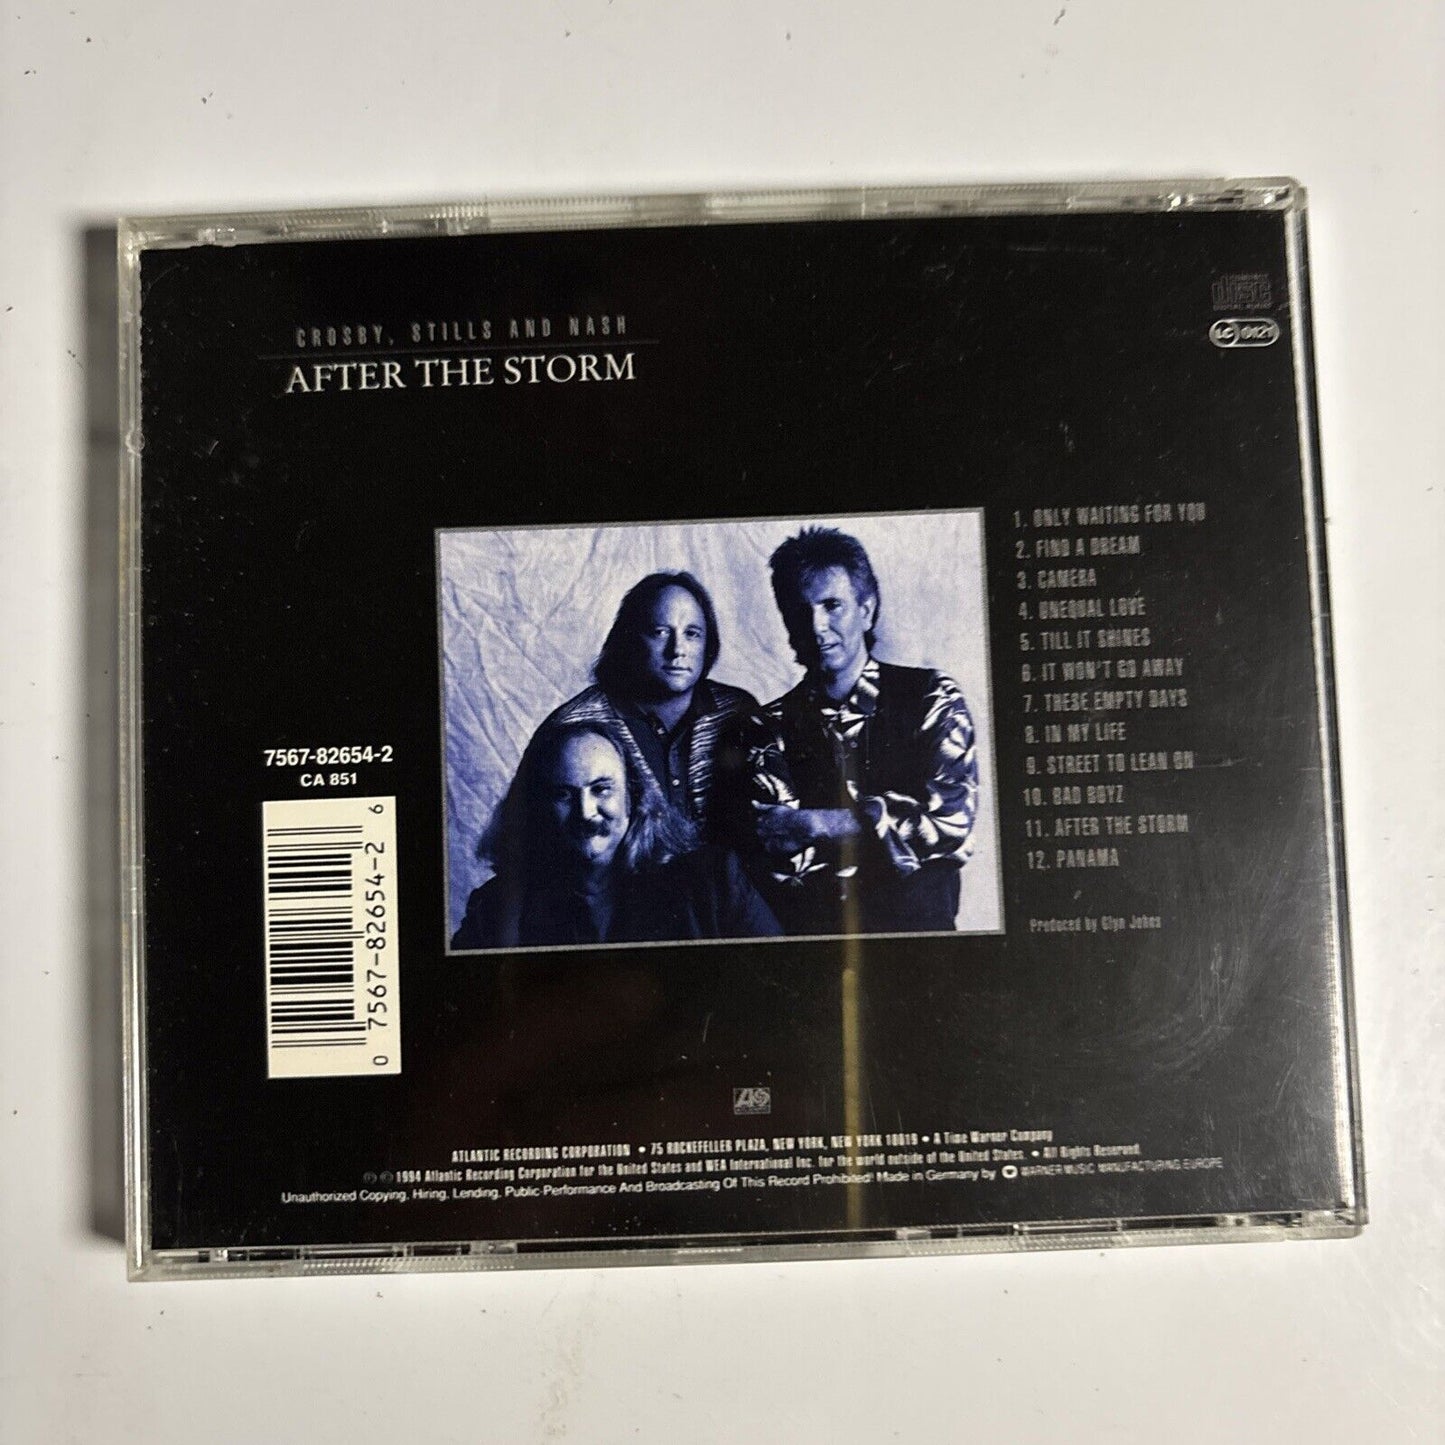 CROSBY, STILLS AND NASH
AFTER THE STORM
COMPACT
disc
DIGITAL AUDIO
LC 0121
1. ONLY WAITING FOR YOU
2. FIND A DREAM
3. CAMERA
4. UNEQUAL LOVE
5. TILL IT SHINES
6. IT WON'T GO AWAY
7. THESE EMPTY DAYS
8. IN MY LIFE
9. STREET TO LEAN ON
10. BAD BOYZ
11. AFTER THE STORM
12. PANAMA
Produced by Glyn Johns
7567-82654-2
CA 851
0 7567-82654-2 6
ATLANTIC RECORDING CORPORATION • 75 ROCKEFELLER PLAZA, NEW YORK, NEW YORK 10019 • A Time Warner Company
℗ © 1994 Atlantic Recording Corporation for the United States and WEA International Inc. for the world outside of the United States. • All Rights Reserved.
Unauthorized Copying, Hiring, Lending, Public Performance And Broadcasting Of This Record Prohibited. Made in Germany by WARNER MUSIC MANUFACTURING EUROPE